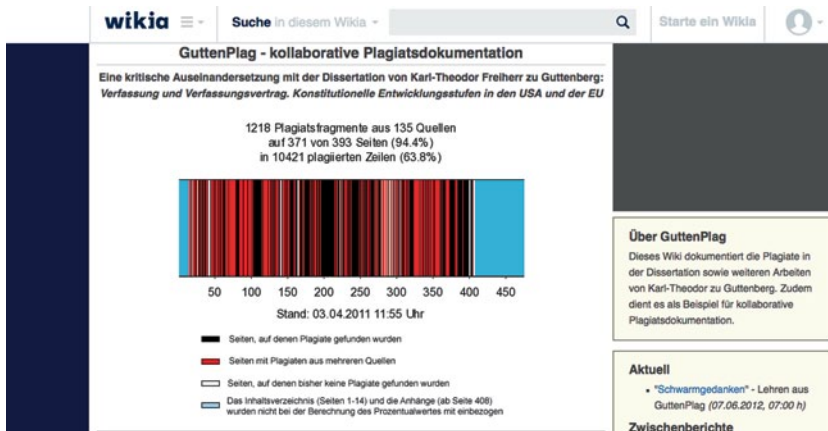 wikia
Suche in diesem Wikia
Starte ein Wikia
GuttenPlag - kollaborative Plagiatsdokumentation
Eine kritische Auseinandersetzung mit der Dissertation von Karl-Theodor Freiherr zu Guttenberg:
Verfassung und Verfassungsvertrag. Konstitutionelle Entwicklungsstufen in den USA und der EU
1218 Plagiatsfragmente aus 135 Quellen
auf 371 von 393 Seiten (94.4%)
in 10421 plagiierten Zeilen (63.8%)
50 100 150 200 250 300 350 400 450
Stand: 03.04.2011 11:55 Uhr
Seiten, auf denen Plagiate gefunden wurden
Seiten mit Plagiaten aus mehreren Quellen
Seiten, auf denen bisher keine Plagiate gefunden wurden
Das Inhaltsverzeichnis (Seiten 1-14) und die Anhänge (ab Seite 408)
wurden nicht bei der Berechnung des Prozentualwertes mit einbezogen
Über GuttenPlag
Dieses Wiki dokumentiert die Plagiate in
der Dissertation sowie weiteren Arbeiten
von Karl-Theodor zu Guttenberg. Zudem
dient es als Beispiel für kollaborative
Plagiatsdokumentation.
Aktuell
"Schwarmgedanken" - Lehren aus
GuttenPlag (07.06.2012, 07:00 h)
Zwischenberichte